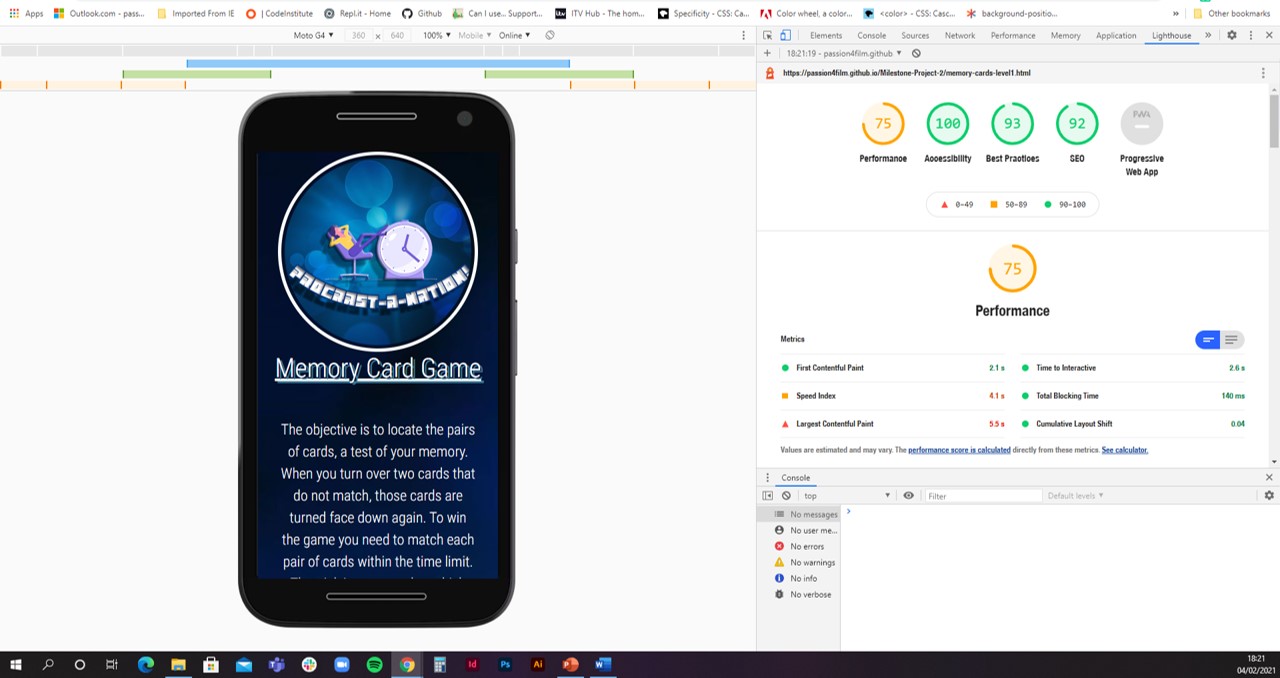 Apps Outlook.com - pass... Imported From IE | CodeInstitute Repl.it - Home Github Can I use... Support... ITV Hub - The hom... Specificity - CSS: Ca... Color wheel, a color... <color> - CSS: Casc... background-positio... » Other bookmarks
Moto G4 ▼ 360 × 640 100% ▼ Mobile ▼ Online ▼
Elements Console Sources Network Performance Memory Application Lighthouse »
+ 18:21:19 - passion4film.github ▼
https://passion4film.github.io/Milestone-Project-2/memory-cards-level1.html
75 100 93 92 PWA
Performance Accessibility Best Practices SEO Progressive
Web App
0–49 50–89 90–100
75
Performance
Metrics
First Contentful Paint 2.1 s Time to Interactive 2.6 s
Speed Index 4.1 s Total Blocking Time 140 ms
Largest Contentful Paint 5.5 s Cumulative Layout Shift 0.04
Values are estimated and may vary. The performance score is calculated directly from these metrics. See calculator.
PROCRAST-A-NATION!
Memory Card Game
The objective is to locate the pairs
of cards, a test of your memory.
When you turn over two cards that
do not match, those cards are
turned face down again. To win
the game you need to match each
pair of cards within the time limit.
Console
top ▼ Filter Default levels ▼
No messages
No user me...
No errors
No warnings
No info
No verbose
Id Ps Ai
18:21
04/02/2021